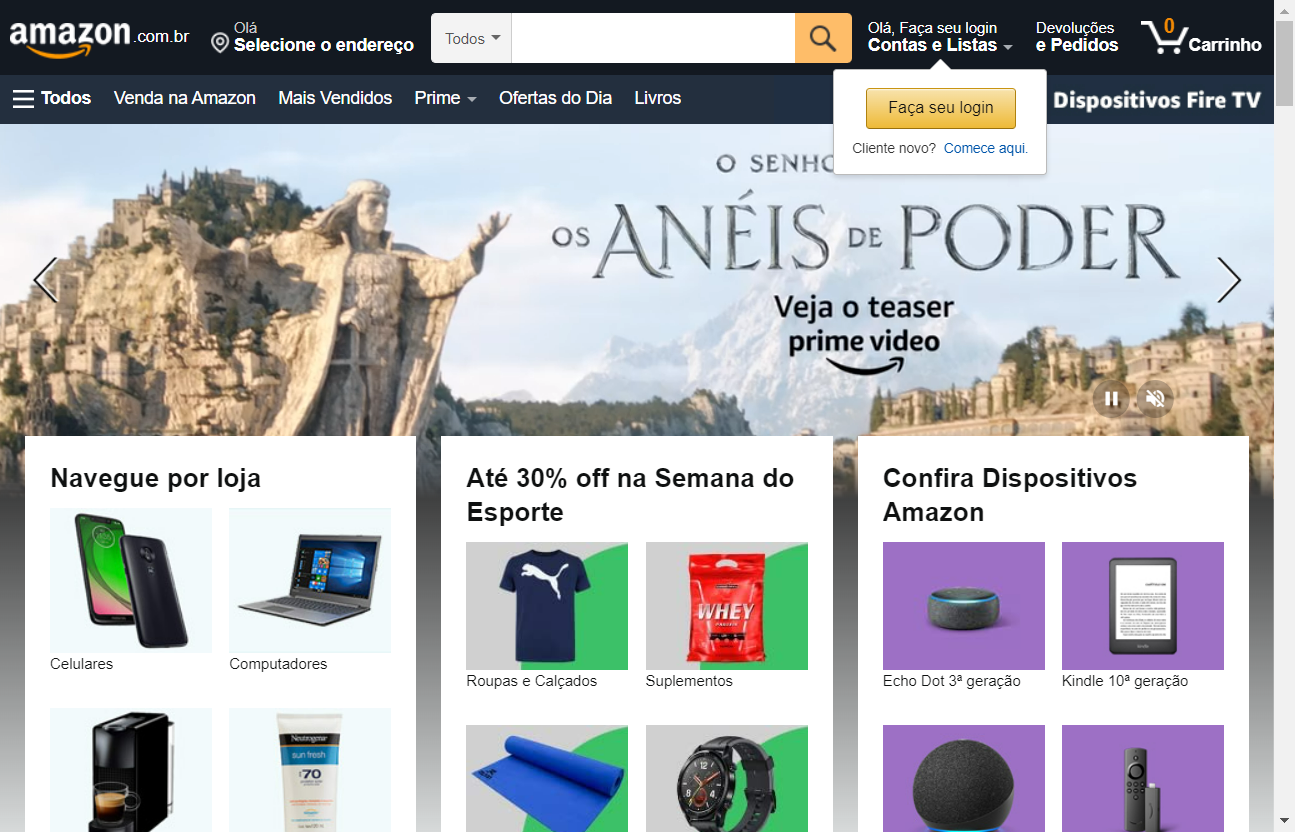 amazon.com.br
Olá
Selecione o endereço
Todos
Olá, Faça seu login
Contas e Listas
Devoluções
e Pedidos
0
Carrinho
Todos
Venda na Amazon
Mais Vendidos
Prime
Ofertas do Dia
Livros
Dispositivos Fire TV
Faça seu login
Cliente novo? Comece aqui.
O SENHO
OS ANÉIS DE PODER
Veja o teaser
prime video
Navegue por loja
Celulares
Computadores
Neutrogena
sun fresh
70
Até 30% off na Semana do
Esporte
WHEY
Roupas e Calçados
Suplementos
Confira Dispositivos
Amazon
Echo Dot 3ª geração
Kindle 10ª geração